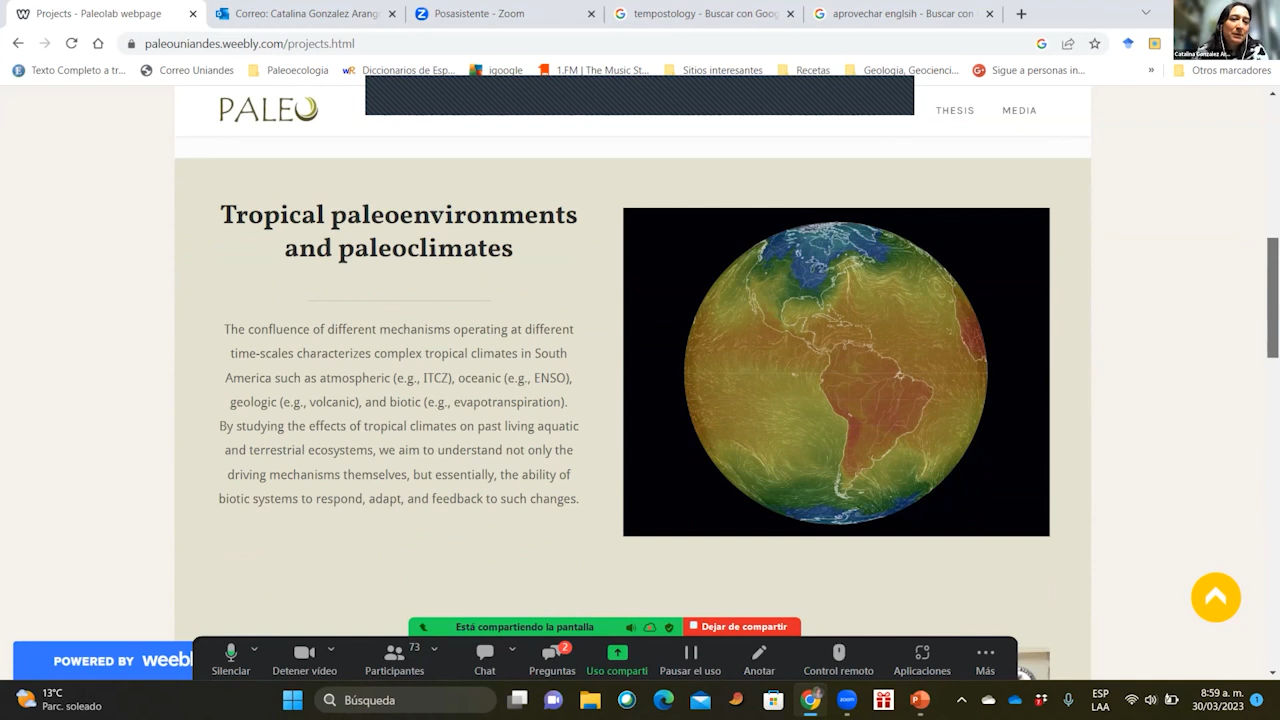 Projects - Paleolab webpage
Correo: Catalina Gonzalez Arang
Posasistente - Zoom
tempostology - Buscar con Goog
aprovechar englsih - Buscar con
paleouniandes.weebly.com/projects.html
Catalina Gonzalez Ar...
Texto Completo a tr...
Correo Uniandes
Paleoecologia
Diccionarios de Esp...
igoogle
1.FM | The Music St...
Sitios interesantes
Recetas
Geologia, Geocienci...
Sigue a personas in...
»
Otros marcadores
PALEO
THESIS
MEDIA
Tropical paleoenvironments
and paleoclimates
The confluence of different mechanisms operating at different
time-scales characterizes complex tropical climates in South
America such as atmospheric (e.g., ITCZ), oceanic (e.g., ENSO),
geologic (e.g., volcanic), and biotic (e.g., evapotranspiration).
By studying the effects of tropical climates on past living aquatic
and terrestrial ecosystems, we aim to understand not only the
driving mechanisms themselves, but essentially, the ability of
biotic systems to respond, adapt, and feedback to such changes.
Está compartiendo la pantalla
Dejar de compartir
POWERED BY weebl
Silenciar
Detener vídeo
73
Participantes
Chat
2
Preguntas
Uso comparti
Pausar el uso
Anotar
Control remoto
Aplicaciones
Más
13°C
Parc. soleado
Búsqueda
zoom
ESP
LAA
8:59 a. m.
30/03/2023
1